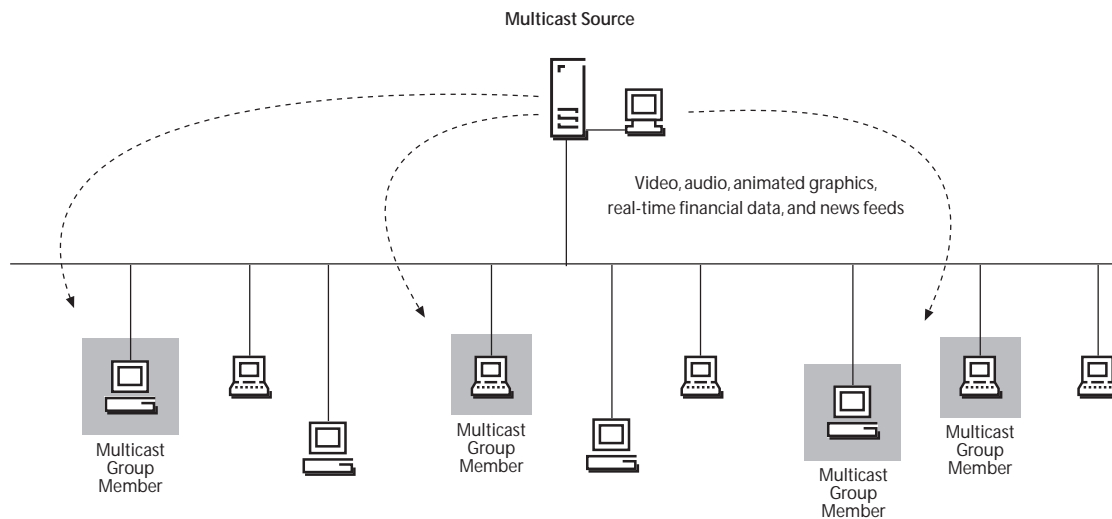 Multicast Source
Video, audio, animated graphics,
real-time financial data, and news feeds
Multicast
Group
Member
Multicast
Group
Member
Multicast
Group
Member
Multicast
Group
Member